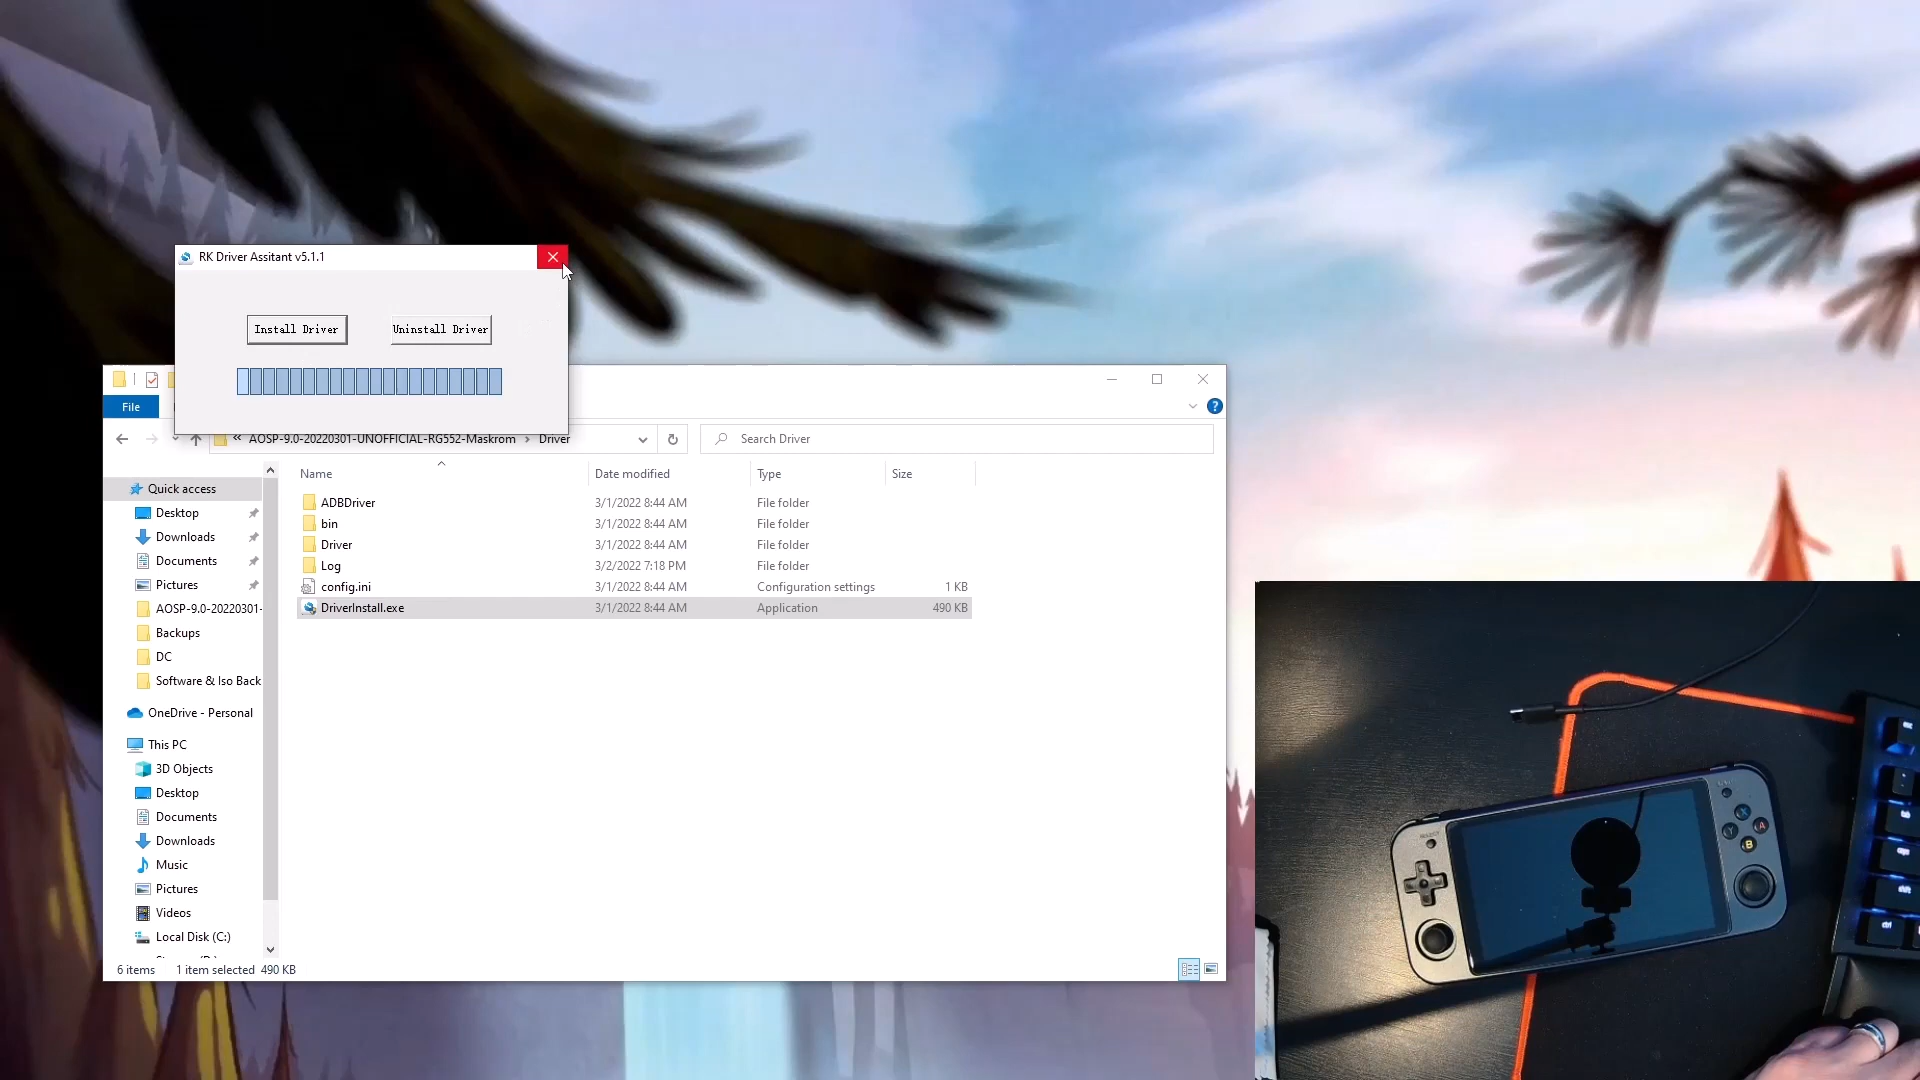 RK Driver Assitant v5.1.1
Install Driver
Uninstall Driver
File
?
« AOSP-9.0-20220301-UNOFFICIAL-RG552-Maskrom > Driver
Search Driver
Name Date modified Type Size
Quick access
Desktop
Downloads
Documents
Pictures
AOSP-9.0-20220301-
Backups
DC
Software & Iso Back
OneDrive - Personal
This PC
3D Objects
Desktop
Documents
Downloads
Music
Pictures
Videos
Local Disk (C:)
ADBDriver 3/1/2022 8:44 AM File folder
bin 3/1/2022 8:44 AM File folder
Driver 3/1/2022 8:44 AM File folder
Log 3/2/2022 7:18 PM File folder
config.ini 3/1/2022 8:44 AM Configuration settings 1 KB
DriverInstall.exe 3/1/2022 8:44 AM Application 490 KB
6 items 1 item selected 490 KB
X
Y
A
B
ctrl